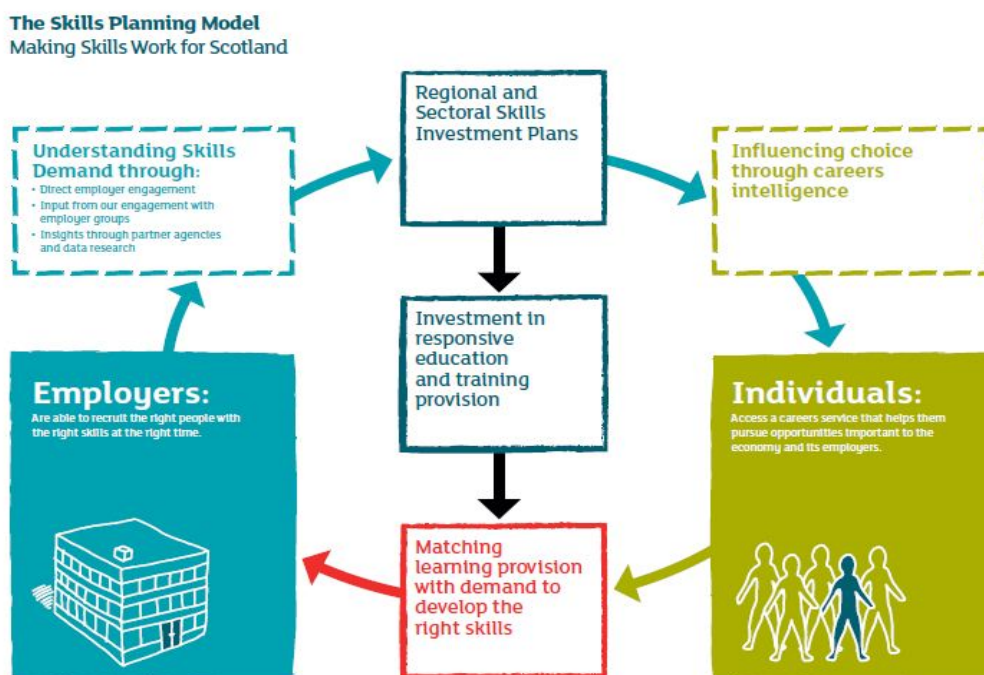 The Skills Planning Model
Making Skills Work for Scotland
Regional and
Sectoral Skills
Investment Plans
Understanding Skills
Demand through:
• Direct employer engagement
• Input from our engagement with
employer groups
• Insights through partner agencies
and data research
Influencing choice
through careers
intelligence
Investment in
responsive
education
and training
provision
Employers:
Are able to recruit the right people with
the right skills at the right time.
Individuals:
Access a careers service that helps them
pursue opportunities important to the
economy and its employers.
Matching
learning provision
with demand to
develop the
right skills